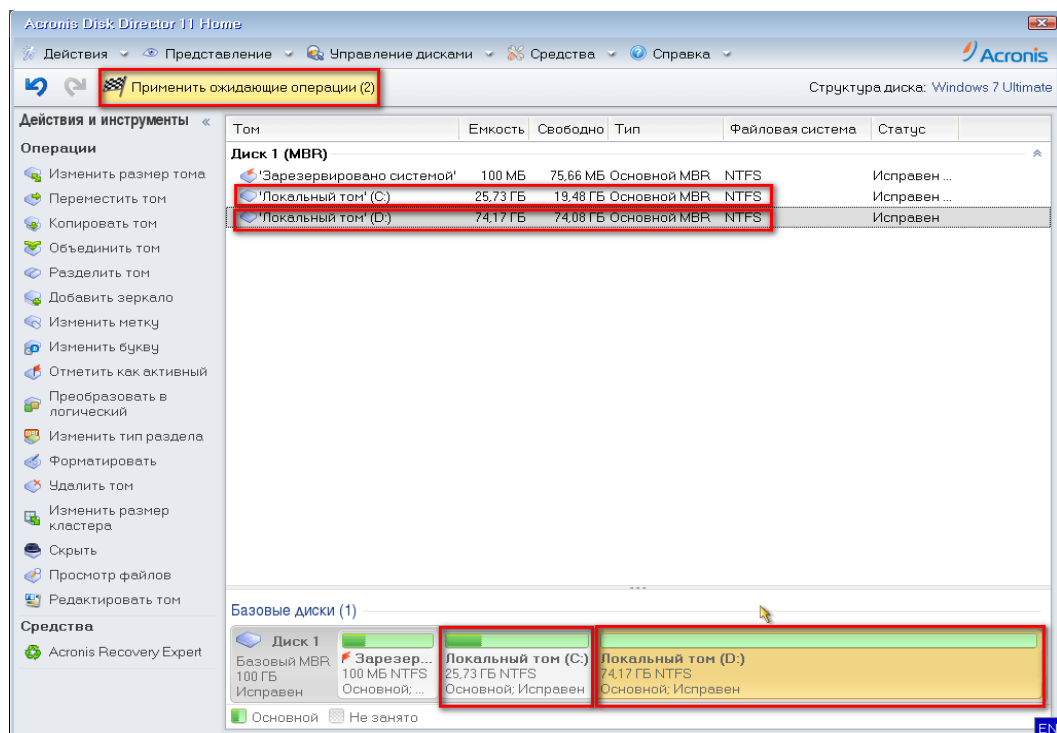 Acronis Disk Director 11 Home
Действия Представление Управление дисками Средства Справка Acronis
Применить ожидающие операции (2) Структура диска: Windows 7 Ultimate
Действия и инструменты «
Операции
Изменить размер тома
Переместить том
Копировать том
Объединить том
Разделить том
Добавить зеркало
Изменить метку
Изменить букву
Отметить как активный
Преобразовать в
логический
Изменить тип раздела
Форматировать
Удалить том
Изменить размер
кластера
Скрыть
Просмотр файлов
Редактировать том
Средства
Acronis Recovery Expert
Том Емкость Свободно Тип Файловая система Статус
Диск 1 (MBR)
'Зарезервировано системой' 100 МБ 75,66 МБ Основной MBR NTFS Исправен ...
'Локальный том' (C:) 25,73 ГБ 19,48 ГБ Основной MBR NTFS Исправен ...
'Локальный том' (D:) 74,17 ГБ 74,08 ГБ Основной MBR NTFS Исправен
Базовые диски (1)
Диск 1
Базовый MBR
100 ГБ
Исправен
Зарезер...
100 МБ NTFS
Основной; ...
Локальный том (C:)
25,73 ГБ NTFS
Основной; Исправен
Локальный том (D:)
74,17 ГБ NTFS
Основной; Исправен
Основной Не занято
EN